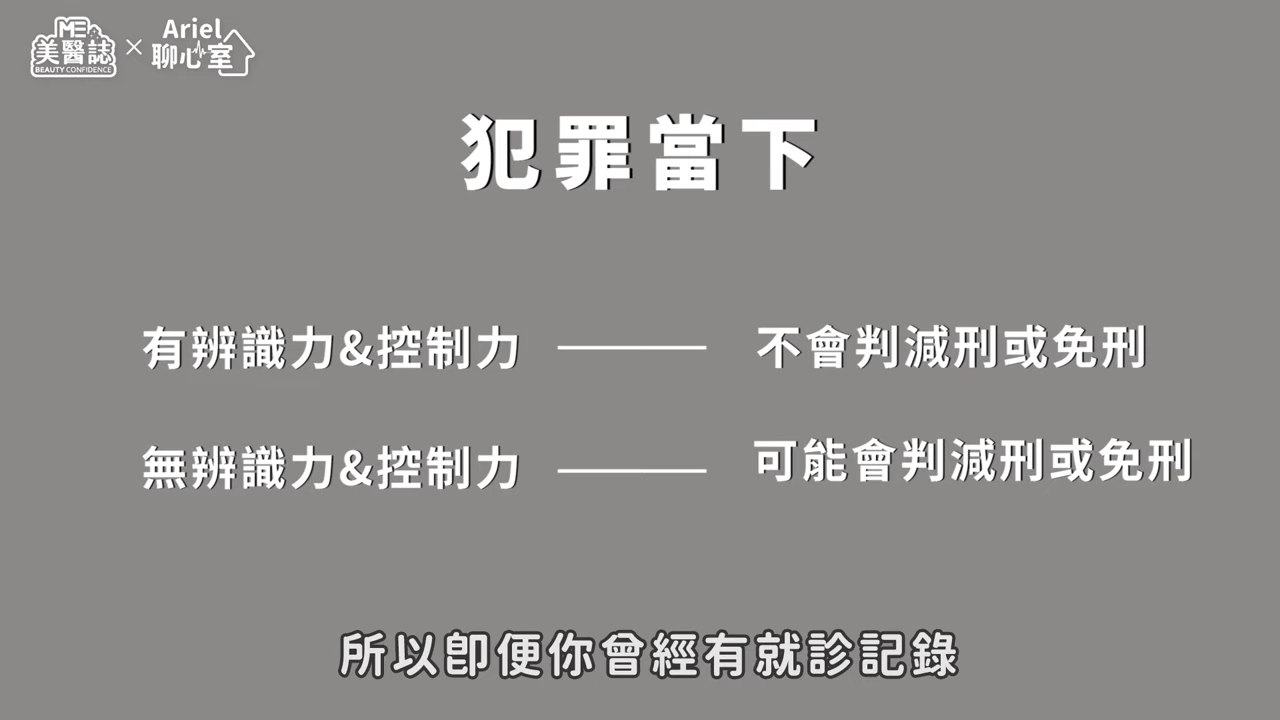 ME
美醫誌
BEAUTY CONFIDENCE
×
Ariel
聊心室
犯罪當下
有辨識力&控制力
不會判減刑或免刑
無辨識力&控制力
可能會判減刑或免刑
所以即便你曾經有就診記錄